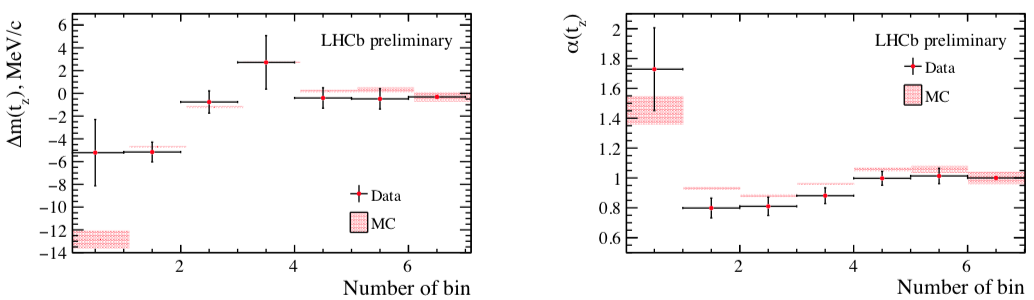 Δm(t_z), MeV/c
6
4
2
0
−2
−4
−6
−8
−10
−12
−14
LHCb preliminary
Data
MC
2
4
6
Number of bin
α(t_z)
2
1.8
1.6
1.4
1.2
1
0.8
0.6
LHCb preliminary
Data
MC
2
4
6
Number of bin